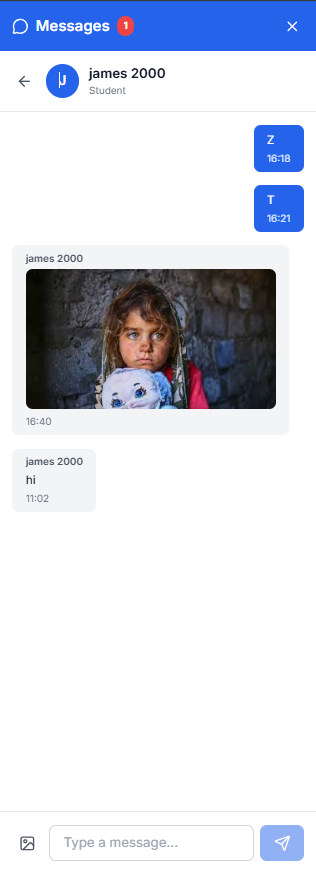 Messages 1
J
james 2000
Student
Z
16:18
T
16:21
james 2000
16:40
james 2000
hi
11:02
Type a message...